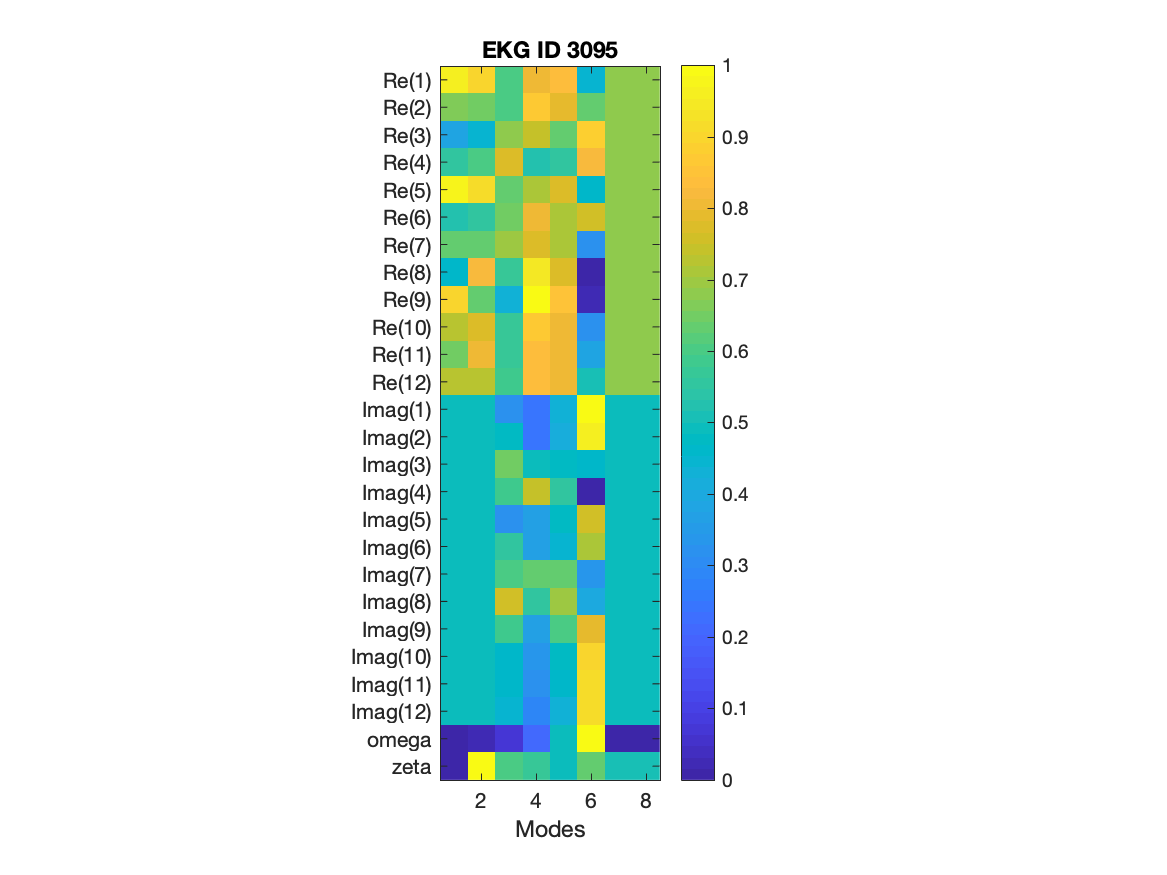 EKG ID 3095
Re(1)
Re(2)
Re(3)
Re(4)
Re(5)
Re(6)
Re(7)
Re(8)
Re(9)
Re(10)
Re(11)
Re(12)
Imag(1)
Imag(2)
Imag(3)
Imag(4)
Imag(5)
Imag(6)
Imag(7)
Imag(8)
Imag(9)
Imag(10)
Imag(11)
Imag(12)
omega
zeta
2 4 6 8
Modes
1
0.9
0.8
0.7
0.6
0.5
0.4
0.3
0.2
0.1
0